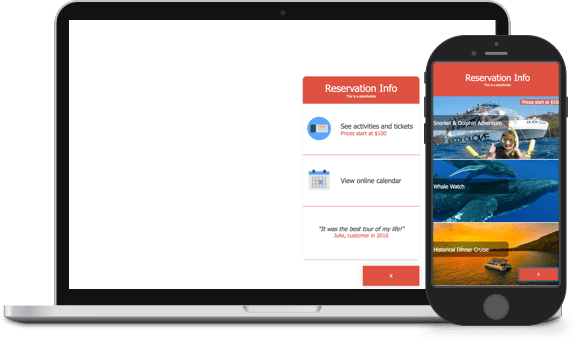 Reservation Info
This is a placeholder
See activities and tickets
Prices start at $100
View online calendar
"It was the best tour of my life!"
Julie, customer in 2016
x
Reservation Info
This is a placeholder
Prices start at $100
Snorkel & Dolphin Adventure
BODY GLOVE
Whale Watch
Historical Dinner Cruise
x